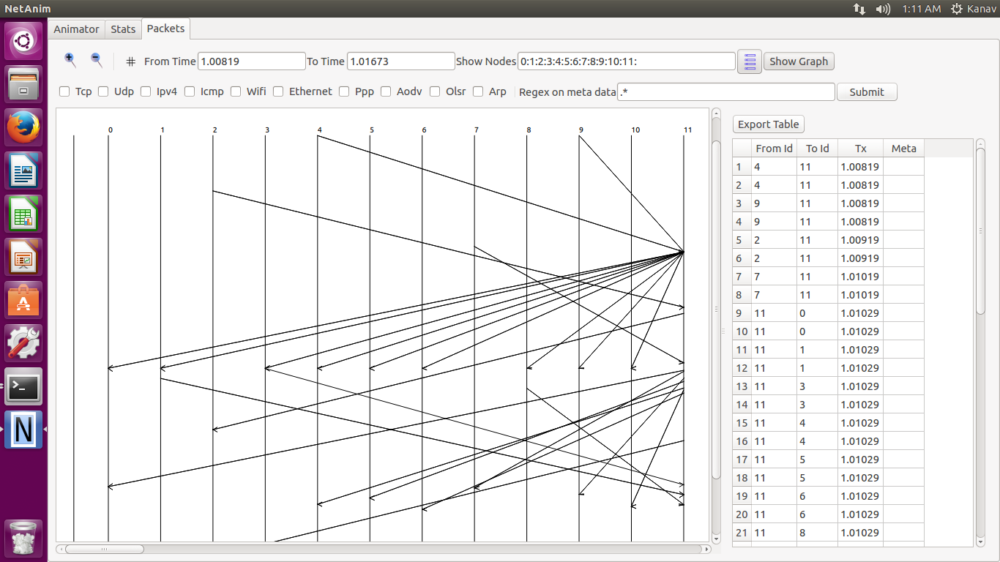 NetAnim 1:11 AM Kanav
Animator Stats Packets
# From Time 1.00819 To Time 1.01673 Show Nodes 0:1:2:3:4:5:6:7:8:9:10:11: Show Graph
Tcp Udp Ipv4 Icmp Wifi Ethernet Ppp Aodv Olsr Arp Regex on meta data .* Submit
Export Table
0 1 2 3 4 5 6 7 8 9 10 11
From Id To Id Tx Meta
1 4 11 1.00819
2 4 11 1.00819
3 9 11 1.00819
4 9 11 1.00819
5 2 11 1.00919
6 2 11 1.00919
7 7 11 1.01019
8 7 11 1.01019
9 11 0 1.01029
10 11 0 1.01029
11 11 1 1.01029
12 11 1 1.01029
13 11 3 1.01029
14 11 3 1.01029
15 11 4 1.01029
16 11 4 1.01029
17 11 5 1.01029
18 11 5 1.01029
19 11 6 1.01029
20 11 6 1.01029
21 11 8 1.01029